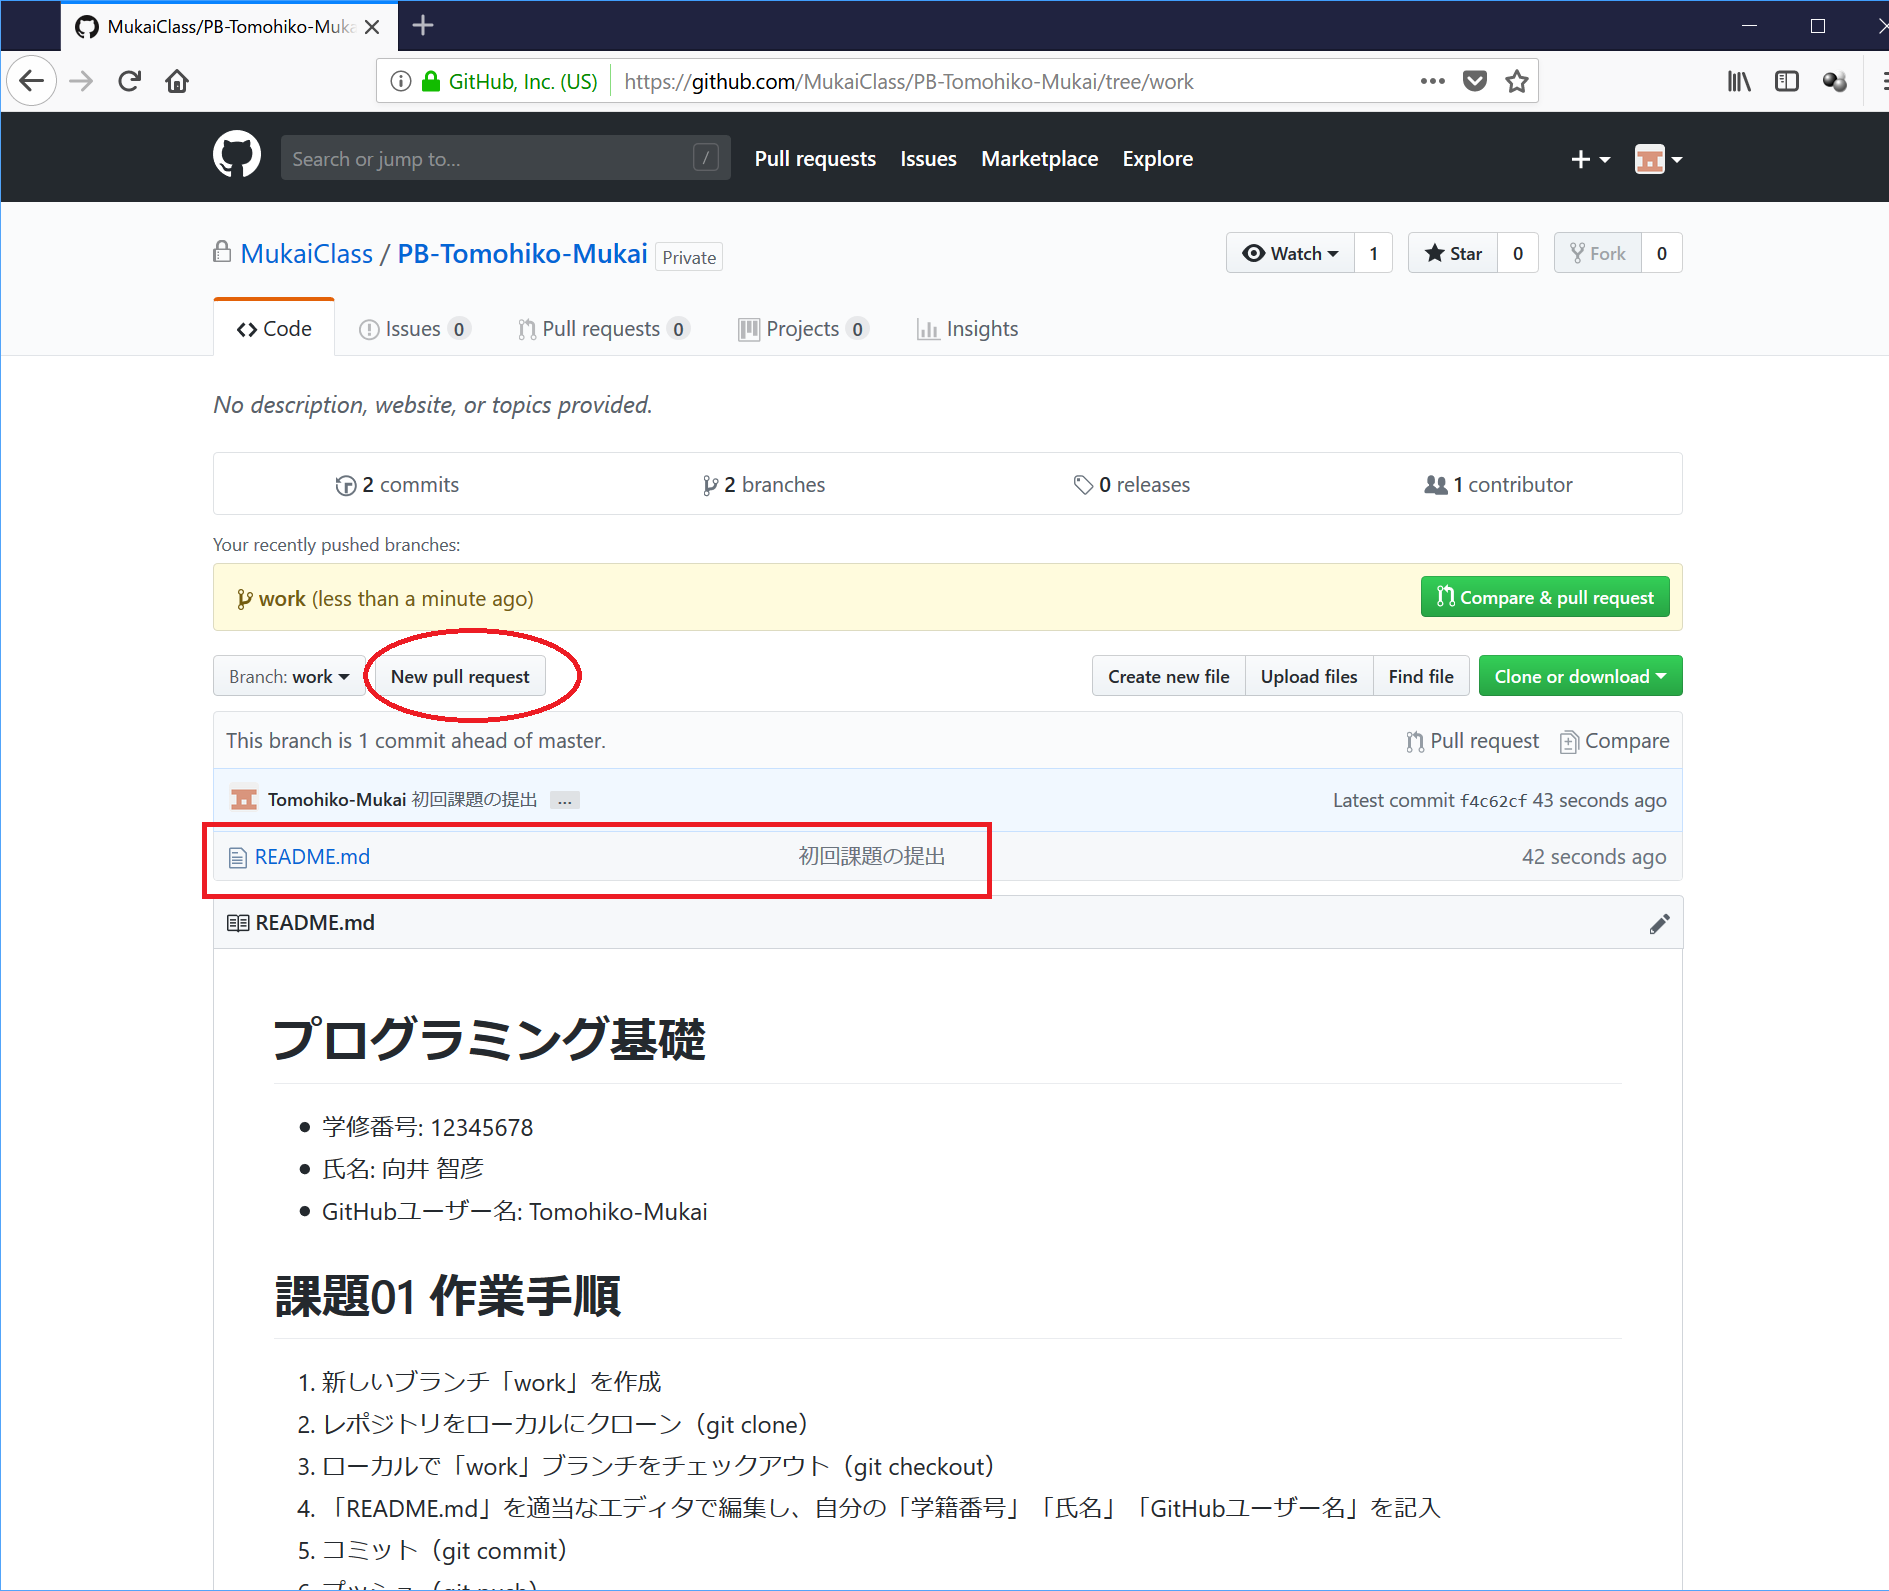 MukaiClass/PB-Tomohiko-Muka
GitHub, Inc. (US) https://github.com/MukaiClass/PB-Tomohiko-Mukai/tree/work
Search or jump to... / Pull requests Issues Marketplace Explore
MukaiClass / PB-Tomohiko-Mukai Private Watch 1 Star 0 Fork 0
Code Issues 0 Pull requests 0 Projects 0 Insights
No description, website, or topics provided.
2 commits 2 branches 0 releases 1 contributor
Your recently pushed branches:
work (less than a minute ago) Compare & pull request
Branch: work New pull request Create new file Upload files Find file Clone or download
This branch is 1 commit ahead of master. Pull request Compare
Tomohiko-Mukai 初回課題の提出 ... Latest commit f4c62cf 43 seconds ago
README.md 初回課題の提出 42 seconds ago
README.md
プログラミング基礎
学修番号: 12345678
氏名: 向井 智彦
GitHubユーザー名: Tomohiko-Mukai
課題01 作業手順
1. 新しいブランチ「work」を作成
2. レポジトリをローカルにクローン（git clone）
3. ローカルで「work」ブランチをチェックアウト（git checkout）
4. 「README.md」を適当なエディタで編集し、自分の「学籍番号」「氏名」「GitHubユーザー名」を記入
5. コミット（git commit）
6. プッシュ（git push）